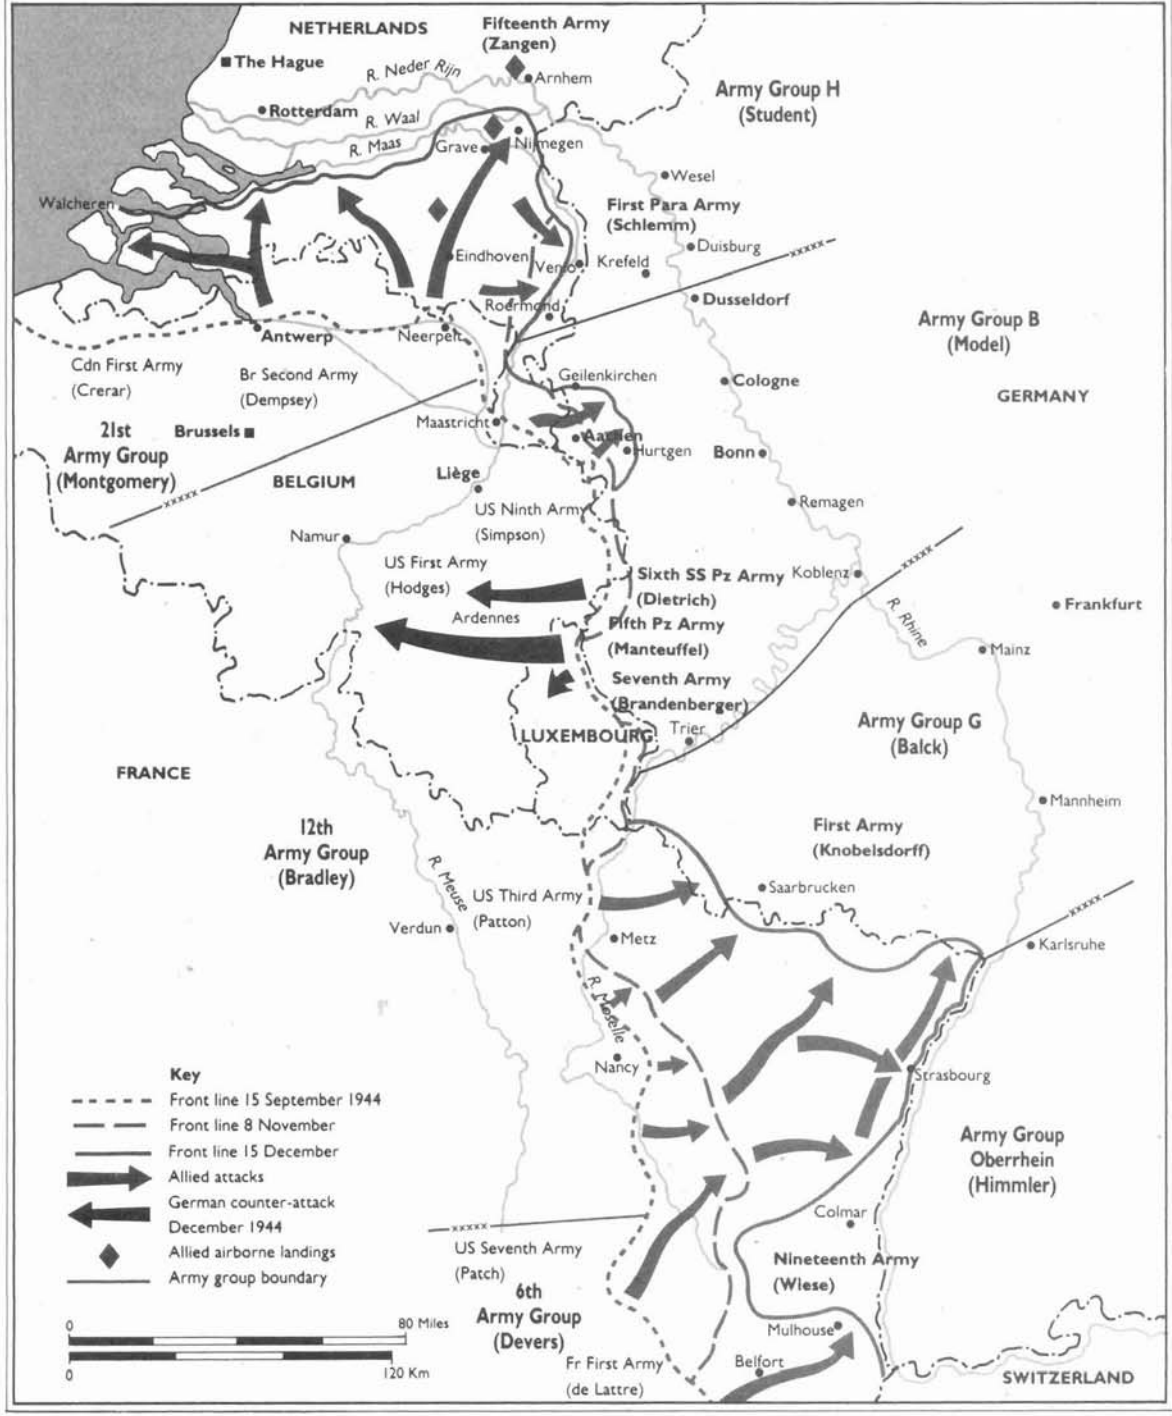 NETHERLANDS
Fifteenth Army
(Zangen)
The Hague
R. Neder Rijn
Arnhem
Army Group H
(Student)
Rotterdam
R. Waal
R. Maas
Grave
Nijmegen
Wesel
Walcheren
First Para Army
(Schlemm)
Duisburg
xxxxx
Eindhoven
Venlo
Krefeld
Roermond
Dusseldorf
Army Group B
(Model)
Antwerp
Neerpelt
Cdn First Army
(Crerar)
Br Second Army
(Dempsey)
Geilenkirchen
Cologne
GERMANY
21st
Army Group
(Montgomery)
Brussels
Maastricht
Aachen
Hurtgen
Bonn
xxxxx
BELGIUM
Liège
Remagen
US Ninth Army
(Simpson)
Namur
xxxxx
US First Army
(Hodges)
Sixth SS Pz Army
(Dietrich)
Koblenz
Ardennes
Fifth Pz Army
(Manteuffel)
R. Rhine
Frankfurt
Mainz
Seventh Army
(Brandenberger)
LUXEMBOURG
Trier
Army Group G
(Balck)
FRANCE
Mannheim
12th
Army Group
(Bradley)
First Army
(Knobelsdorff)
R. Meuse
US Third Army
(Patton)
Saarbrucken
xxxxx
Verdun
Metz
Karlsruhe
R. Moselle
Nancy
Strasbourg
Key
Front line 15 September 1944
Front line 8 November
Front line 15 December
Allied attacks
German counter-attack
December 1944
Allied airborne landings
Army group boundary
Army Group
Oberrhein
(Himmler)
Colmar
xxxxx
US Seventh Army
(Patch)
Nineteenth Army
(Wiese)
6th
Army Group
(Devers)
0 80 Miles
0 120 Km
Mulhouse
Fr First Army
(de Lattre)
Belfort
SWITZERLAND